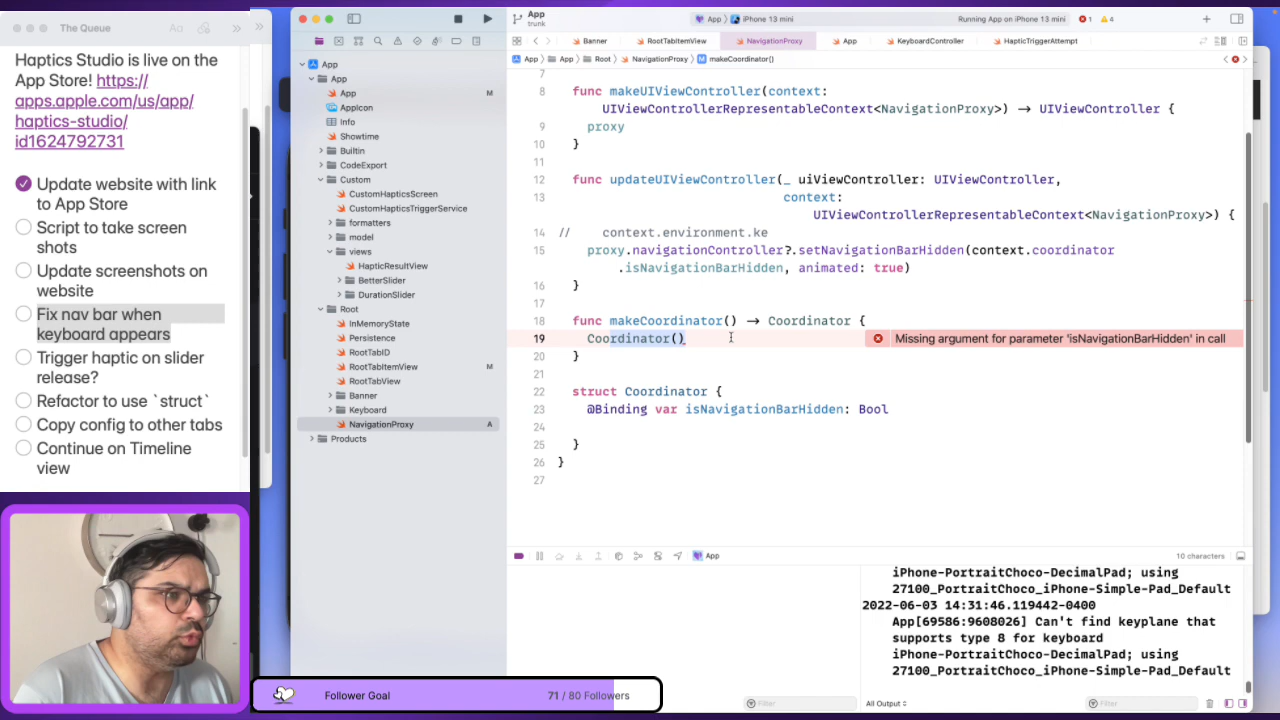 The Queue
Aa
Haptics Studio is live on the
App Store! https://
apps.apple.com/us/app/
haptics-studio/
id1624792731
Update website with link
to App Store
Script to take screen
shots
Update screenshots on
website
Fix nav bar when
keyboard appears
Trigger haptic on slider
release?
Refactor to use `struct`
Copy config to other tabs
Continue on Timeline
view
App
trunk
App
iPhone 13 mini
Running App on iPhone 13 mini
1
4
Banner
RootTabItemView
NavigationProxy
App
KeyboardController
HapticTriggerAttempt
App
App
Root
NavigationProxy
M
makeCoordinator()
App
App
App
M
AppIcon
Info
Showtime
Builtin
CodeExport
Custom
CustomHapticsScreen
CustomHapticsTriggerService
formatters
model
views
HapticResultView
BetterSlider
DurationSlider
Root
InMemoryState
Persistence
RootTabID
RootTabItemView
M
RootTabView
Banner
Keyboard
NavigationProxy
A
Products
7
8 func makeUIViewController(context:
UIViewControllerRepresentableContext<NavigationProxy>) -> UIViewController {
9 proxy
10 }
11
12 func updateUIViewController(_ uiViewController: UIViewController,
13 context:
UIViewControllerRepresentableContext<NavigationProxy>) {
14 // context.environment.ke
15 proxy.navigationController?.setNavigationBarHidden(context.coordinator
.isNavigationBarHidden, animated: true)
16 }
17
18 func makeCoordinator() -> Coordinator {
19 Coordinator()
Missing argument for parameter 'isNavigationBarHidden' in call
20 }
21
22 struct Coordinator {
23 @Binding var isNavigationBarHidden: Bool
24
25 }
26 }
27
App
10 characters
iPhone-PortraitChoco-DecimalPad; using
27100_PortraitChoco_iPhone-Simple-Pad_Default
2022-06-03 14:31:46.119442-0400
App[69586:9608026] Can't find keyplane that
supports type 8 for keyboard
iPhone-PortraitChoco-DecimalPad; using
27100_PortraitChoco_iPhone-Simple-Pad_Default
Filter
All Output
Filter
Follower Goal
71 / 80 Followers